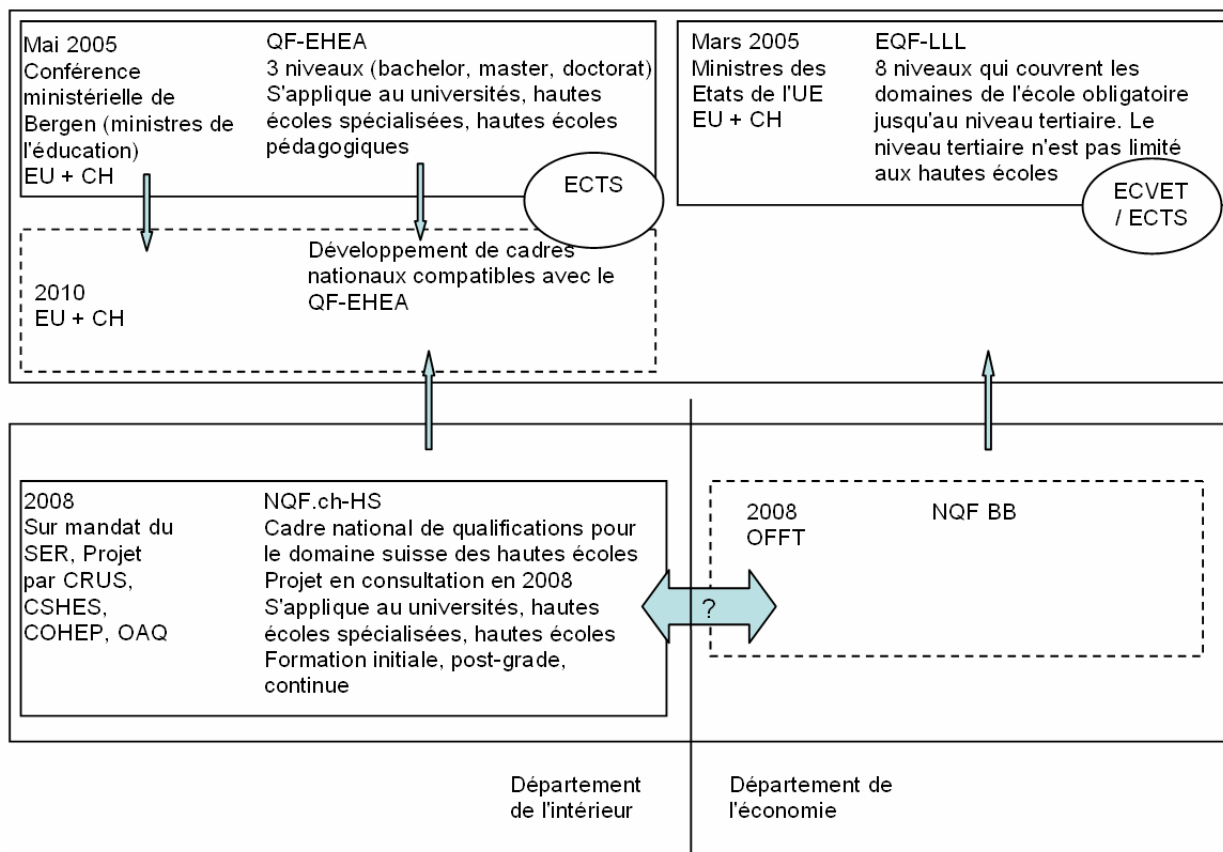 Mai 2005
Conférence
ministérielle de
Bergen (ministres de
l'éducation)
EU + CH
QF-EHEA
3 niveaux (bachelor, master, doctorat)
S'applique au universités, hautes
écoles spécialisées, hautes écoles
pédagogiques
ECTS
Mars 2005
Ministres des
Etats de l'UE
EU + CH
EQF-LLL
8 niveaux qui couvrent les
domaines de l'école obligatoire
jusqu'au niveau tertiaire. Le
niveau tertiaire n'est pas limité
aux hautes écoles
ECVET
/ ECTS
2010
EU + CH
Développement de cadres
nationaux compatibles avec le
QF-EHEA
2008
Sur mandat du
SER, Projet
par CRUS,
CSHES,
COHEP, OAQ
NQF.ch-HS
Cadre national de qualifications pour
le domaine suisse des hautes écoles
Projet en consultation en 2008
S'applique au universités, hautes
écoles spécialisées, hautes écoles
Formation initiale, post-grade,
continue
?
2008
OFFT
NQF BB
Département
de l'intérieur
Département de
l'économie